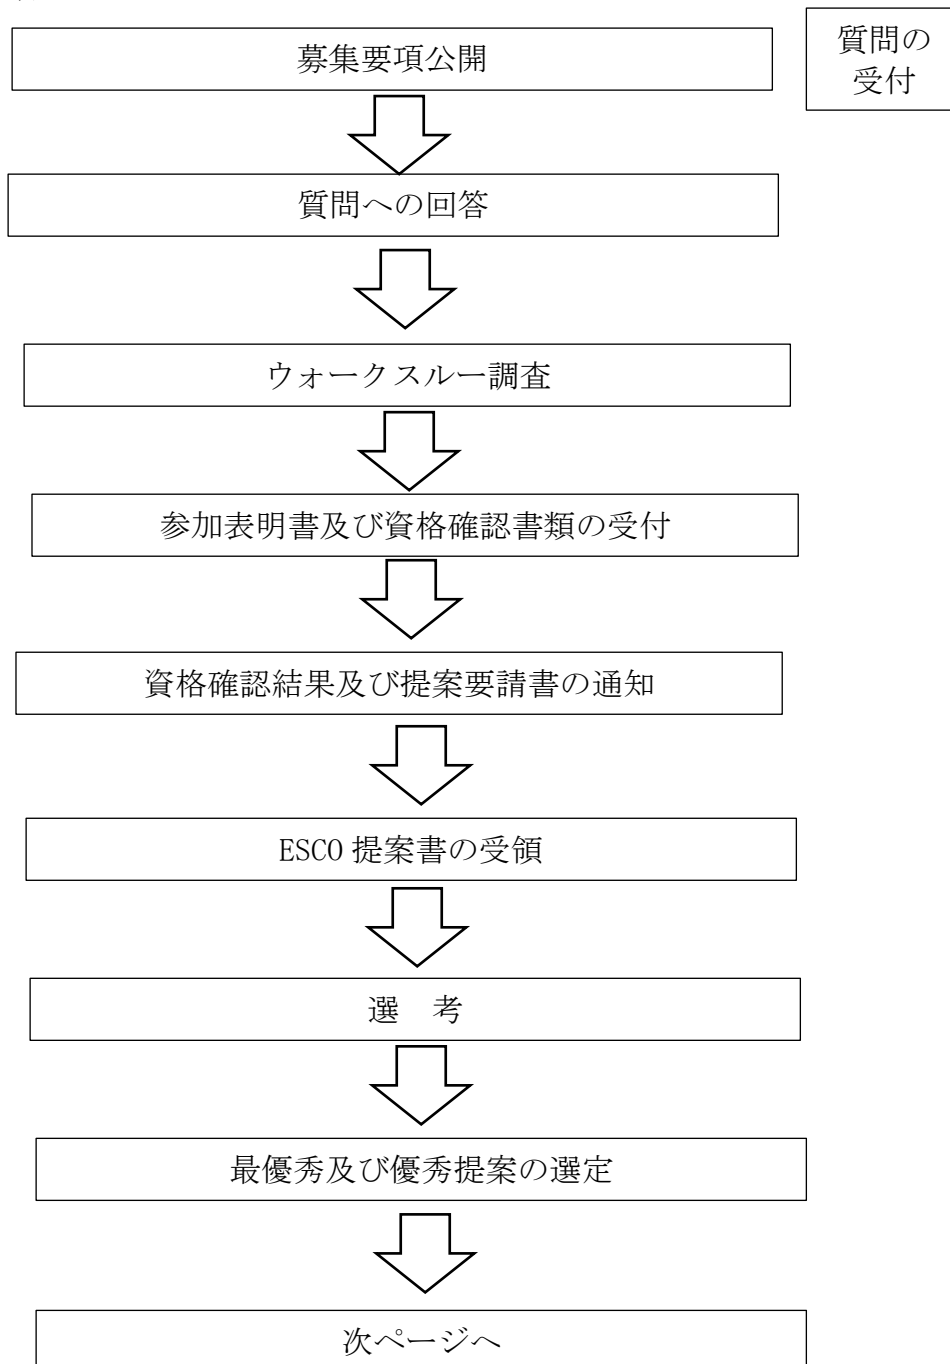 募集要項公開
質問の
受付
質問への回答
ウォークスルー調査
参加表明書及び資格確認書類の受付
資格確認結果及び提案要請書の通知
ESCO提案書の受領
選　考
最優秀及び優秀提案の選定
次ページへ